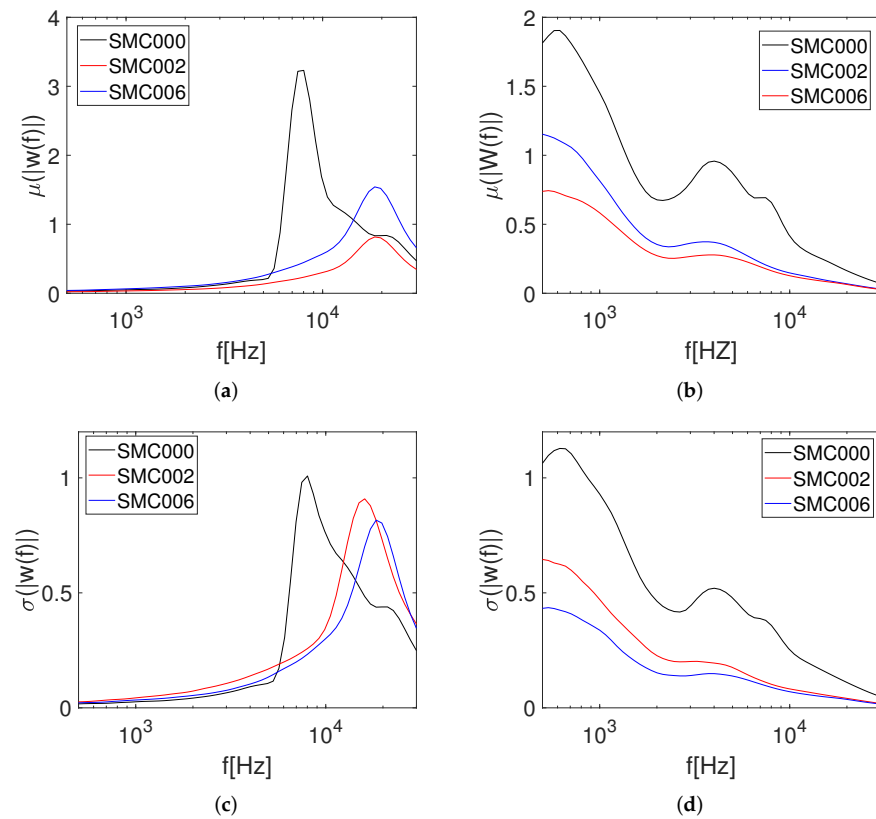 4
3
2
1
0
μ(|w(f)|)
SMC000
SMC002
SMC006
10³
10⁴
f[Hz]
(a)
2
1.5
1
0.5
0
μ(|W(f)|)
SMC000
SMC002
SMC006
10³
10⁴
f[HZ]
(b)
1
0.5
0
σ(|w(f)|)
SMC000
SMC002
SMC006
10³
10⁴
f[Hz]
(c)
1
0.5
0
σ(|w(f)|)
SMC000
SMC002
SMC006
10³
10⁴
f[Hz]
(d)